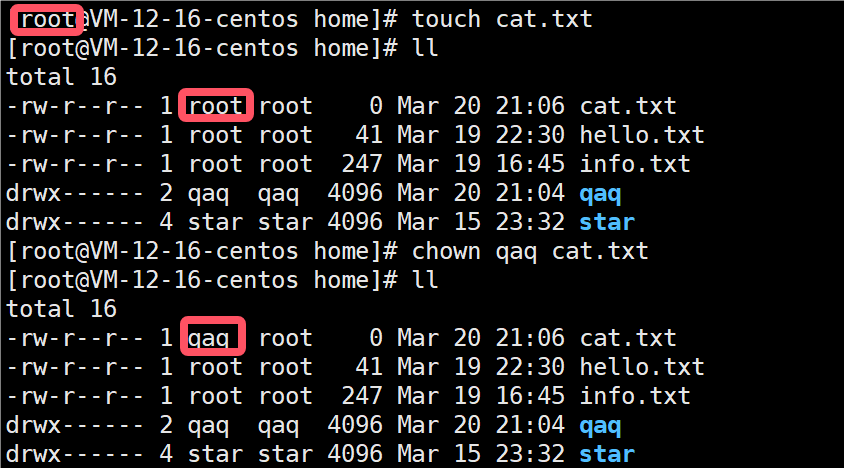 [root@VM-12-16-centos home]# touch cat.txt
[root@VM-12-16-centos home]# ll
total 16
-rw-r--r-- 1 root root    0 Mar 20 21:06 cat.txt
-rw-r--r-- 1 root root   41 Mar 19 22:30 hello.txt
-rw-r--r-- 1 root root  247 Mar 19 16:45 info.txt
drwx------ 2 qaq  qaq  4096 Mar 20 21:04 qaq
drwx------ 4 star star 4096 Mar 15 23:32 star
[root@VM-12-16-centos home]# chown qaq cat.txt
[root@VM-12-16-centos home]# ll
total 16
-rw-r--r-- 1 qaq  root    0 Mar 20 21:06 cat.txt
-rw-r--r-- 1 root root   41 Mar 19 22:30 hello.txt
-rw-r--r-- 1 root root  247 Mar 19 16:45 info.txt
drwx------ 2 qaq  qaq  4096 Mar 20 21:04 qaq
drwx------ 4 star star 4096 Mar 15 23:32 star